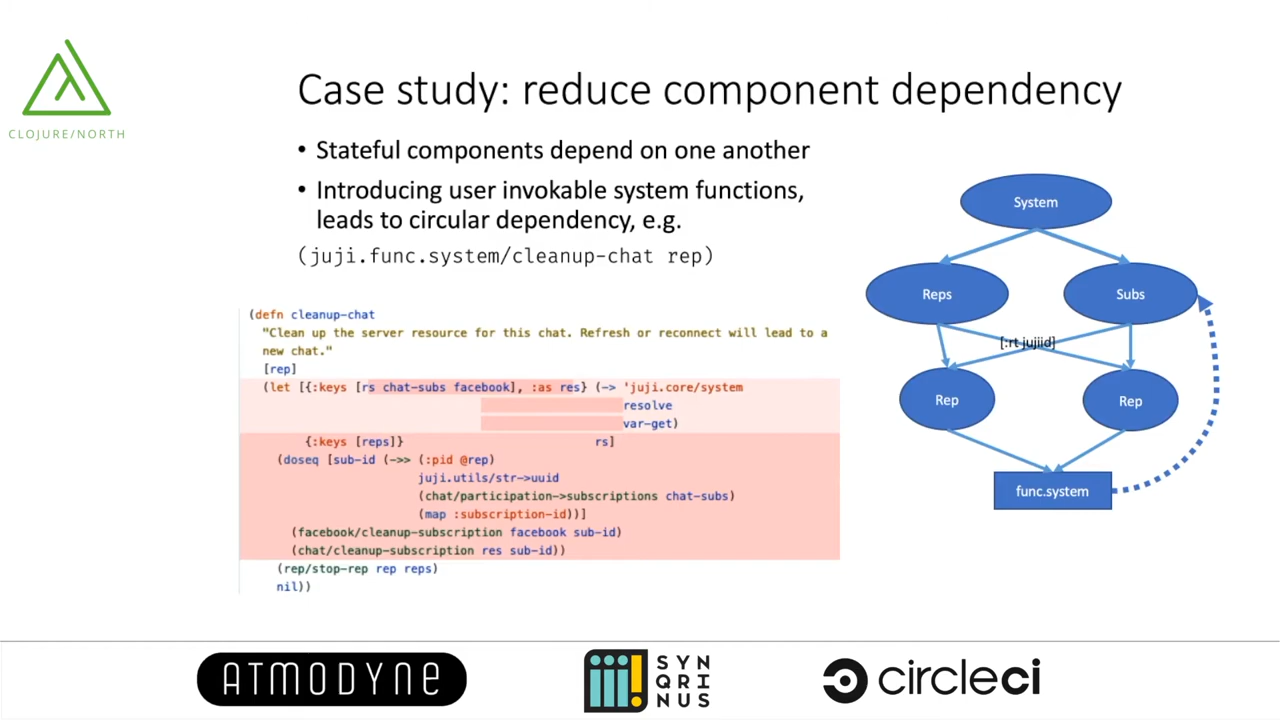 CLOJURE/NORTH
Case study: reduce component dependency
• Stateful components depend on one another
• Introducing user invokable system functions,
leads to circular dependency, e.g.
(juji.func.system/cleanup-chat rep)
(defn cleanup-chat
"Clean up the server resource for this chat. Refresh or reconnect will lead to a
new chat."
[rep]
(let [{:keys [rs chat-subs facebook], :as res} (-> 'juji.core/system
resolve
var-get)
{:keys [reps]} rs]
(doseq [sub-id (->> (:pid @rep)
juji.utils/str->uuid
(chat/participation->subscriptions chat-subs)
(map :subscription-id))]
(facebook/cleanup-subscription facebook sub-id)
(chat/cleanup-subscription res sub-id))
(rep/stop-rep rep reps)
nil))
System
Reps
Subs
[:rt jujiid]
Rep
Rep
func.system
ATMODYNE
SYN
QRI
NUS
circleci